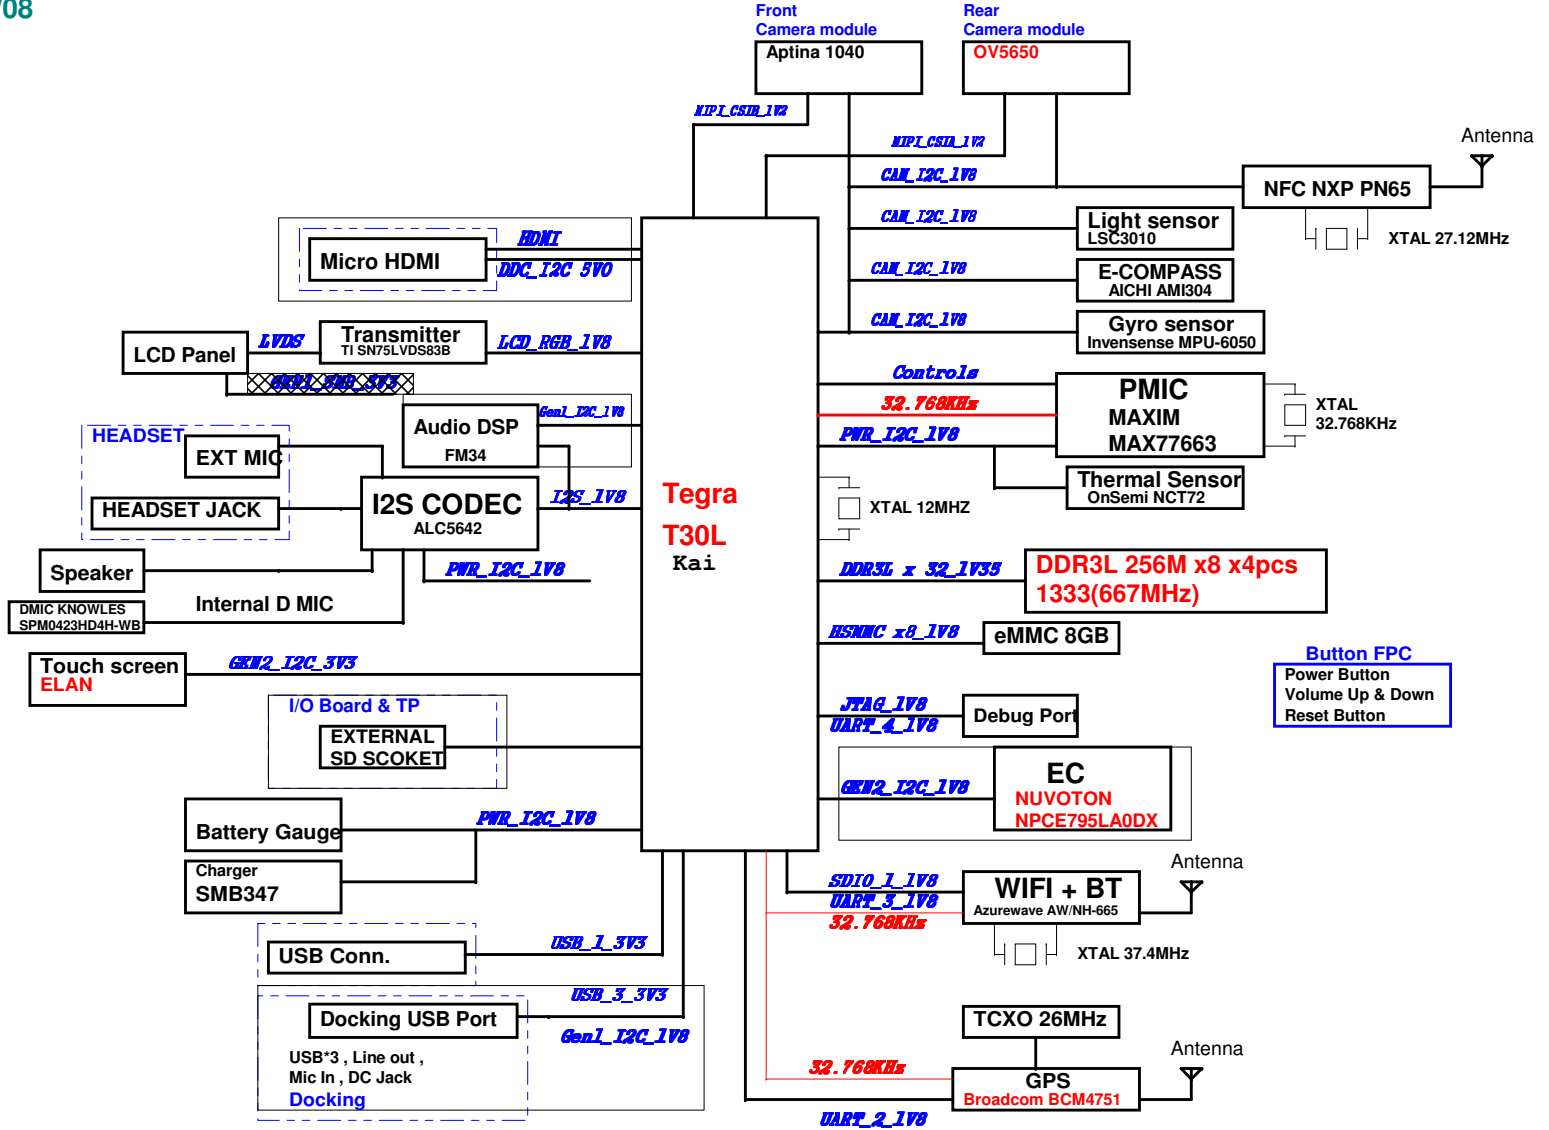 /08
Front
Camera module
Aptina 1040
Rear
Camera module
OV5650
MIPI_CSIB_1V2
MIPI_CSIA_1V2
CAM_I2C_1V8
Antenna
NFC NXP PN65
XTAL 27.12MHz
CAM_I2C_1V8
Light sensor
LSC3010
CAM_I2C_1V8
E-COMPASS
AICHI AMI304
CAM_I2C_1V8
Gyro sensor
Invensense MPU-6050
Micro HDMI
HDMI
DDC_I2C 5V0
LCD Panel
LVDS
Transmitter
TI SN75LVDS83B
LCD_RGB_1V8
Controls
32.768KHz
PWR_I2C_1V8
PMIC
MAXIM
MAX77663
XTAL
32.768KHz
Thermal Sensor
OnSemi NCT72
HEADSET
EXT MIC
HEADSET JACK
Audio DSP
FM34
Gen1_I2C_1V8
I2S CODEC
ALC5642
I2S_1V8
PWR_I2C_1V8
Speaker
DMIC KNOWLES
SPM0423HD4H-WB
Internal D MIC
Tegra
T30L
Kai
XTAL 12MHZ
DDR3L x 32_1V35
DDR3L 256M x8 x4pcs
1333(667MHz)
HSMMC x8_1V8
eMMC 8GB
Touch screen
ELAN
GEN2_I2C_3V3
Button FPC
Power Button
Volume Up & Down
Reset Button
I/O Board & TP
EXTERNAL
SD SCOKET
JTAG_1V8
UART_4_1V8
Debug Port
GEN2_I2C_1V8
EC
NUVOTON
NPCE795LA0DX
Battery Gauge
PWR_I2C_1V8
Charger
SMB347
SDIO_1_1V8
UART_3_1V8
32.768KHz
WIFI + BT
Azurewave AW/NH-665
Antenna
XTAL 37.4MHz
USB Conn.
USB_1_3V3
USB_3_3V3
Docking USB Port
Gen1_I2C_1V8
USB*3 , Line out ,
Mic In , DC Jack
Docking
TCXO 26MHz
32.768KHz
GPS
Broadcom BCM4751
Antenna
UART_2_1V8